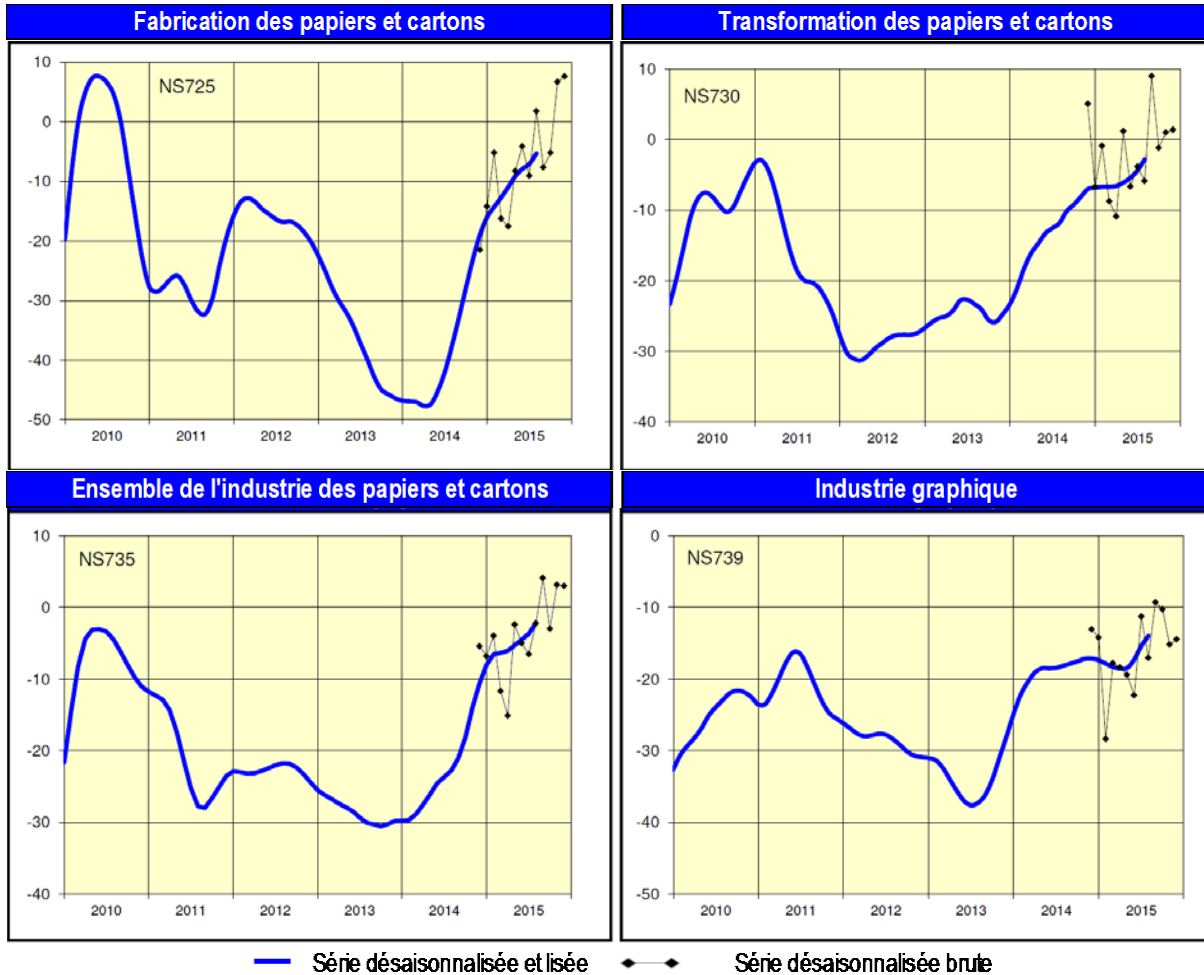 Fabrication des papiers et cartons
Transformation des papiers et cartons
NS725
10
0
-10
-20
-30
-40
-50
2010 2011 2012 2013 2014 2015
NS730
10
0
-10
-20
-30
-40
2010 2011 2012 2013 2014 2015
Ensemble de l'industrie des papiers et cartons
Industrie graphique
NS735
10
0
-10
-20
-30
-40
2010 2011 2012 2013 2014 2015
NS739
0
-10
-20
-30
-40
-50
2010 2011 2012 2013 2014 2015
Série désaisonnalisée et lisée
Série désaisonnalisée brute